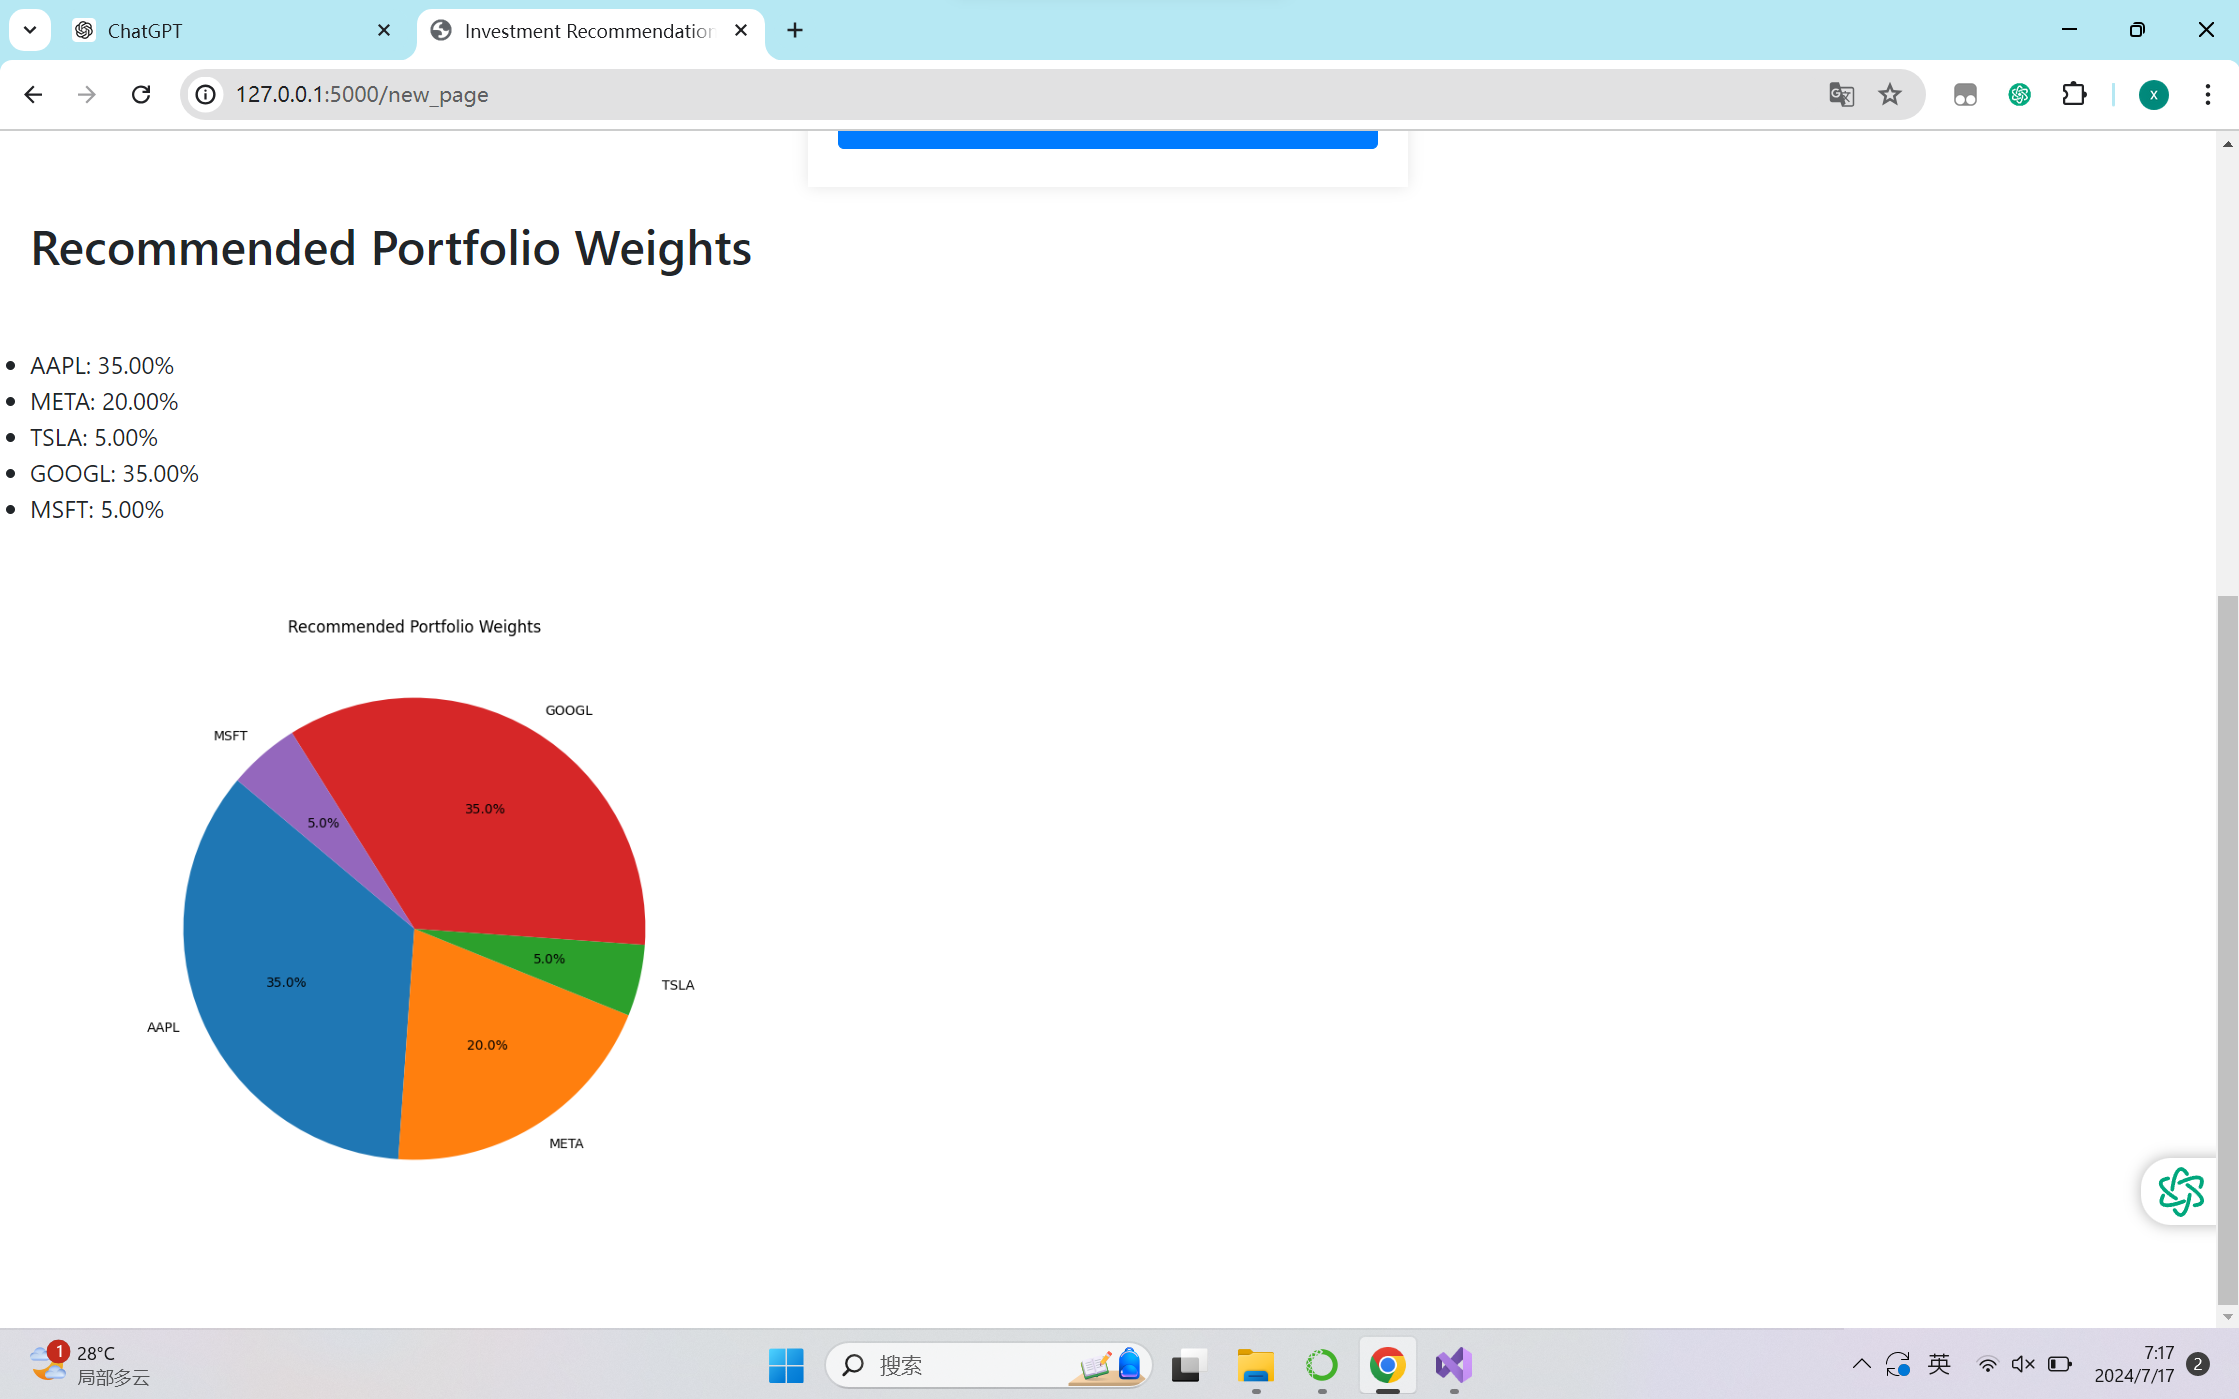 ChatGPT
Investment Recommendation
127.0.0.1:5000/new_page
x
Recommended Portfolio Weights
AAPL: 35.00%
META: 20.00%
TSLA: 5.00%
GOOGL: 35.00%
MSFT: 5.00%
Recommended Portfolio Weights
GOOGL
MSFT
35.0%
5.0%
5.0%
TSLA
35.0%
AAPL
20.0%
META
1
28°C
局部多云
搜索
英
7:17
2024/7/17
2